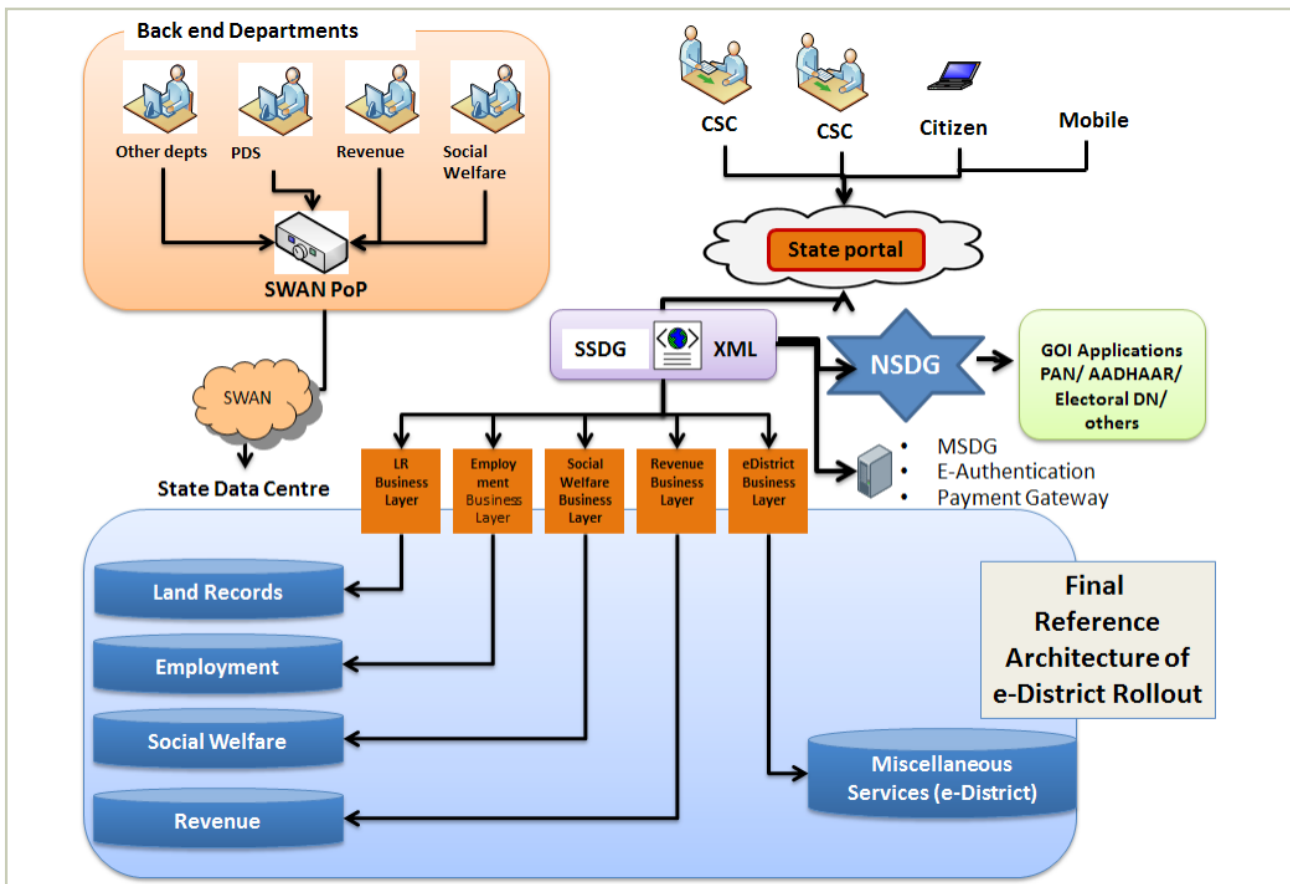 Back end Departments
Other depts
PDS
Revenue
Social
Welfare
SWAN PoP
SWAN
State Data Centre
CSC
CSC
Citizen
Mobile
State portal
SSDG
XML
NSDG
GOI Applications
PAN/ AADHAAR/
Electoral DN/
others
• MSDG
• E-Authentication
• Payment Gateway
LR
Business
Layer
Employ
ment
Business
Layer
Social
Welfare
Business
Layer
Revenue
Business
Layer
eDistrict
Business
Layer
Land Records
Employment
Social Welfare
Revenue
Final
Reference
Architecture of
e-District Rollout
Miscellaneous
Services (e-District)